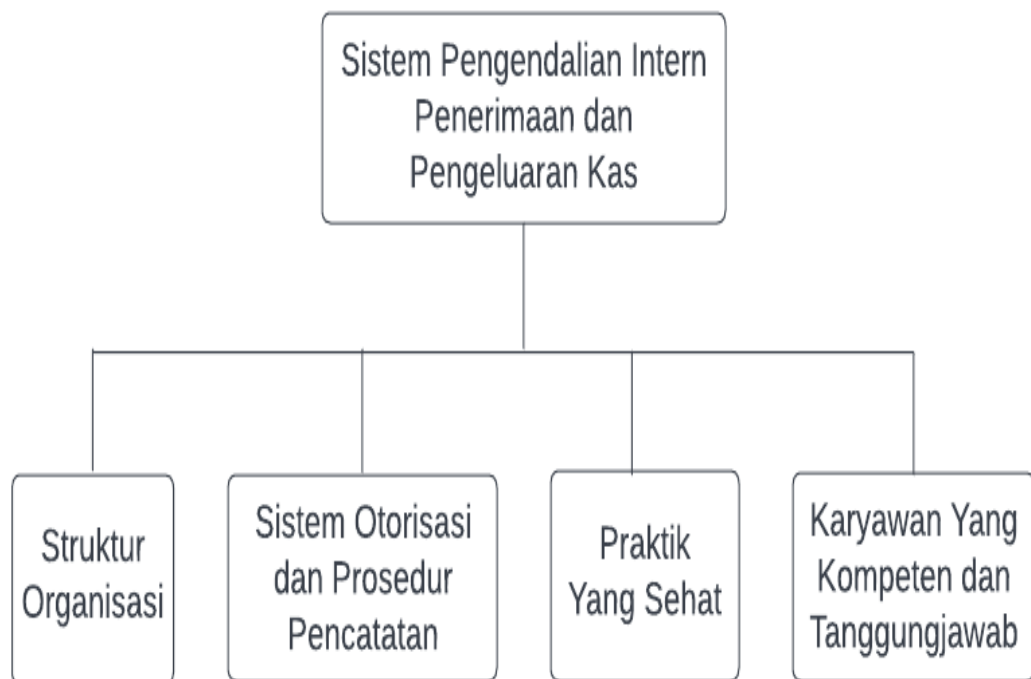 Sistem Pengendalian Intern
Penerimaan dan
Pengeluaran Kas
Struktur
Organisasi
Sistem Otorisasi
dan Prosedur
Pencatatan
Praktik
Yang Sehat
Karyawan Yang
Kompeten dan
Tanggungjawab